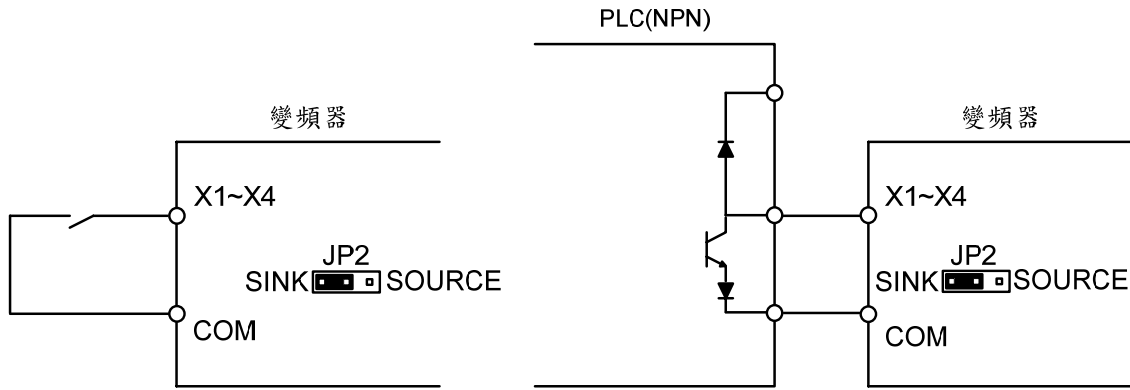 PLC(NPN)
變頻器
X1~X4
JP2
SINK SOURCE
COM
變頻器
X1~X4
JP2
SINK SOURCE
COM